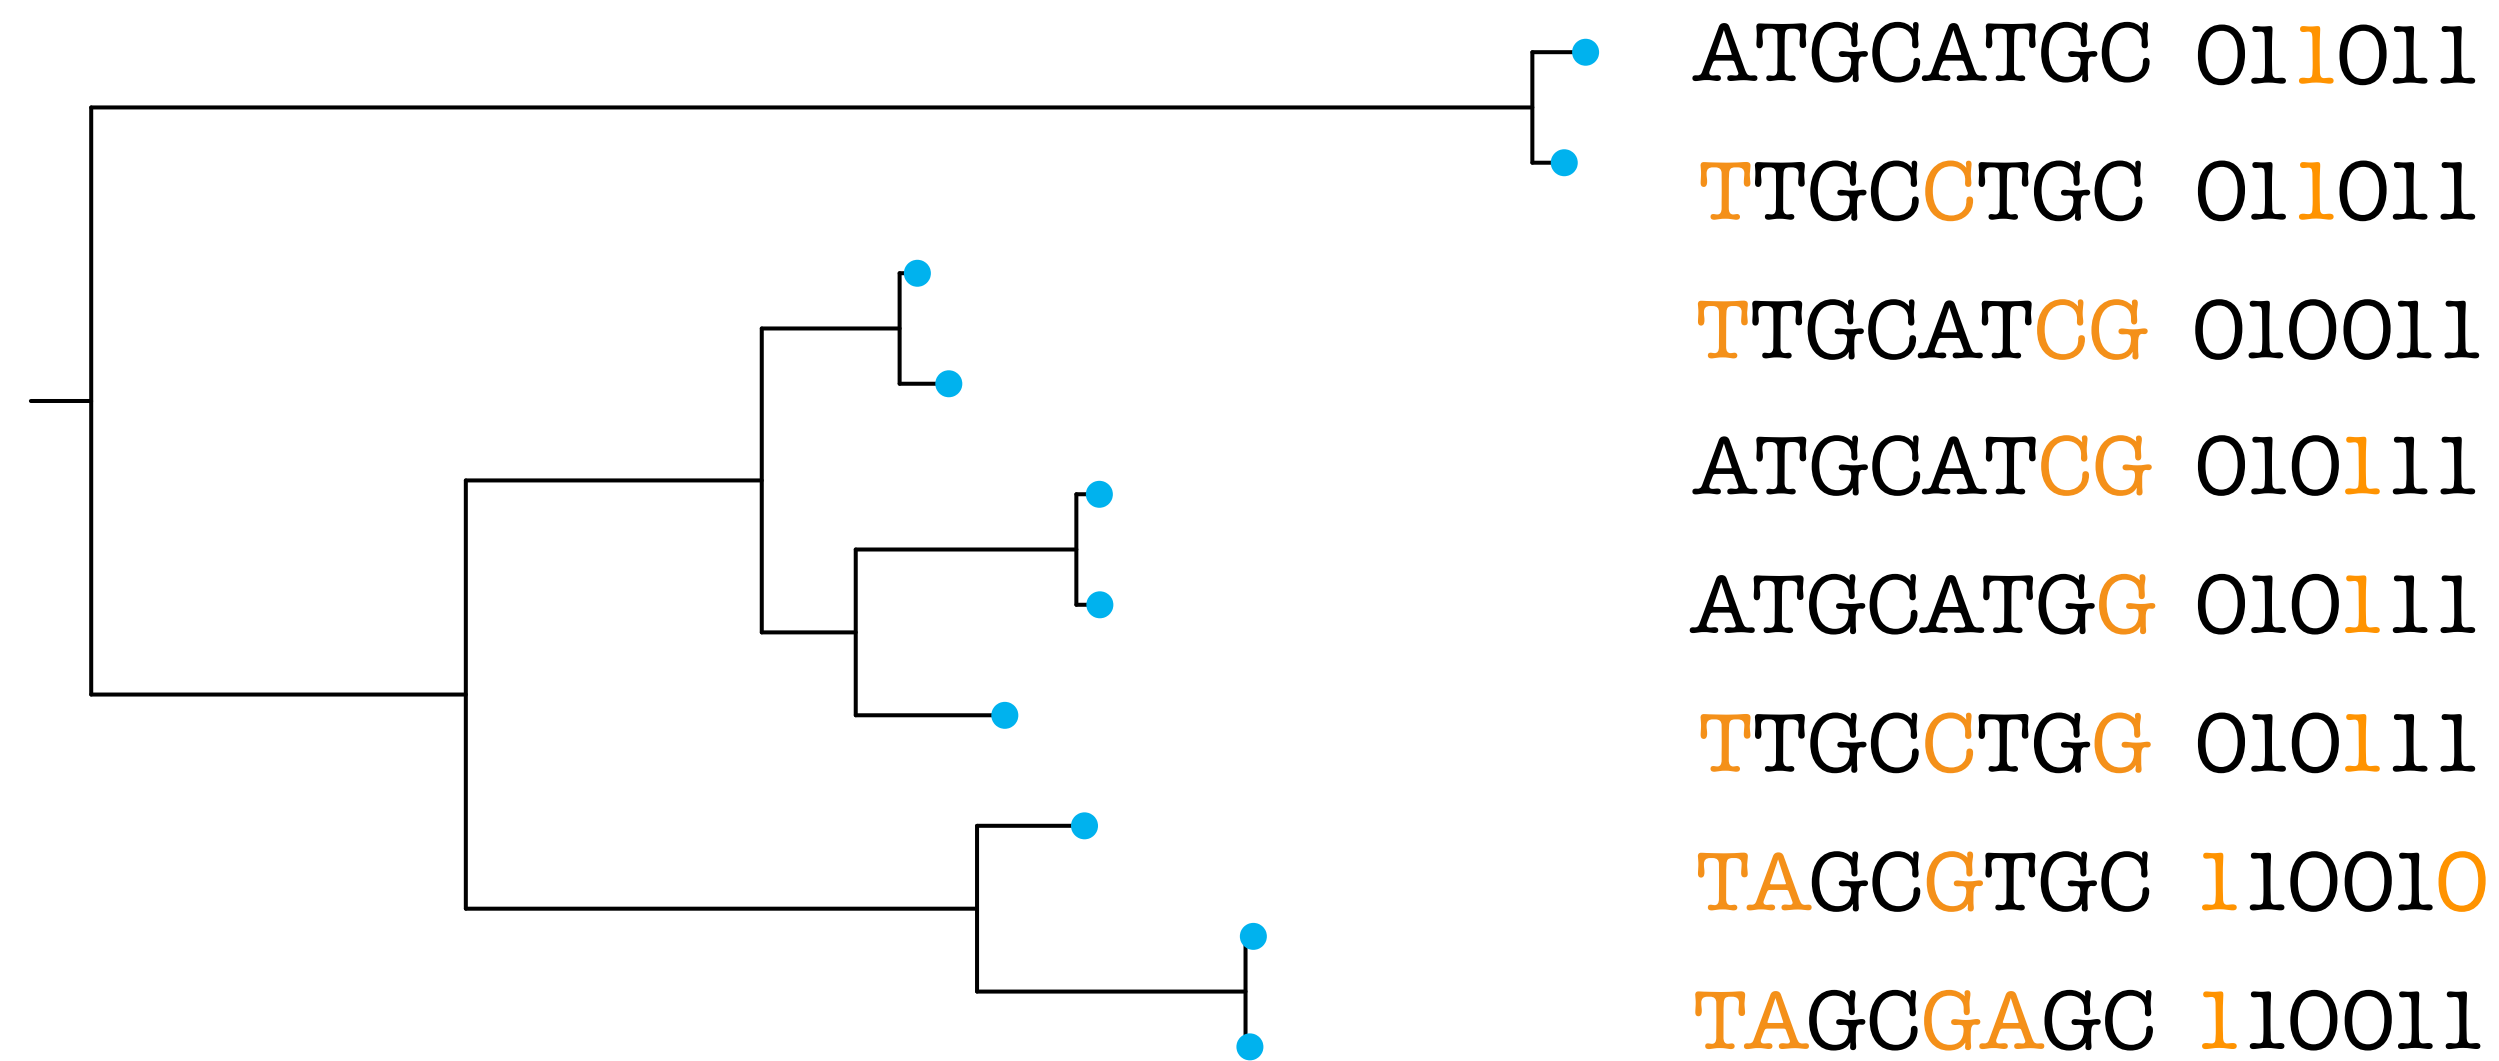 ATGCATGC 011011
TTGCCTGC 011011
TTGCATCG 010011
ATGCATCG 010111
ATGCATGG 010111
TTGCCTGG 010111
TAGCGTGC 110010
TAGCGAGC 110011